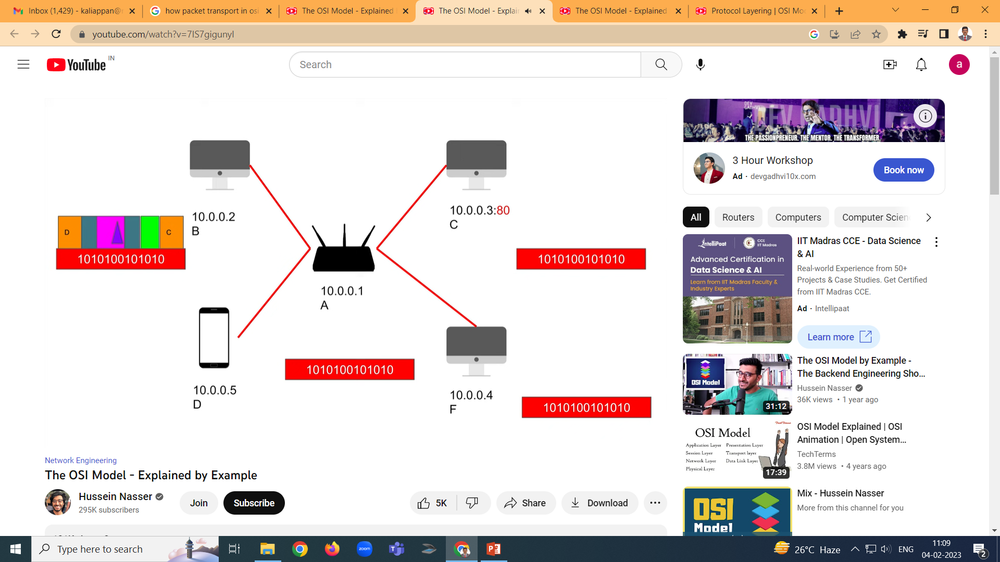 Inbox (1,429) - kaliappan@r
how packet transport in osi
The OSI Model - Explained
The OSI Model - Explain
The OSI Model - Explained
Protocol Layering | OSI Mo
youtube.com/watch?v=7IS7gigunyI
YouTube IN
Search
a
10.0.0.2
B
10.0.0.3:80
C
D
C
1010100101010
1010100101010
10.0.0.1
A
1010100101010
10.0.0.5
D
10.0.0.4
F
1010100101010
Network Engineering
The OSI Model - Explained by Example
Hussein Nasser
295K subscribers
Join
Subscribe
5K
Share
Download
DEV
GADHVI
DEV GADHVI
THE PASSIONPRENEUR. THE MENTOR. THE TRANSFORMER.
3 Hour Workshop
Ad · devgadhvi10x.com
Book now
All
Routers
Computers
Computer Scien
IntelliPaat
CCE
IIT Madras
Advanced Certification in
Data Science & AI
Learn from IIT Madras Faculty &
Industry Experts
IIT Madras CCE - Data Science
& AI
Real-world Experience from 50+
Projects & Case Studies. Get Certified
from IIT Madras CCE.
Ad · Intellipaat
Learn more
OSI Model
31:12
The OSI Model by Example -
The Backend Engineering Sho...
Hussein Nasser
36K views • 1 year ago
TechTerms
OSI Model
Application Layer Presentation Layer
Session Layer Transport layer
Network Layer Data Link Layer
Physical Layer
17:39
OSI Model Explained | OSI
Animation | Open System...
TechTerms
3.8M views • 4 years ago
OSI
Model
Mix - Hussein Nasser
More from this channel for you
Type here to search
zoom
26°C Haze
ENG
11:09
04-02-2023
2